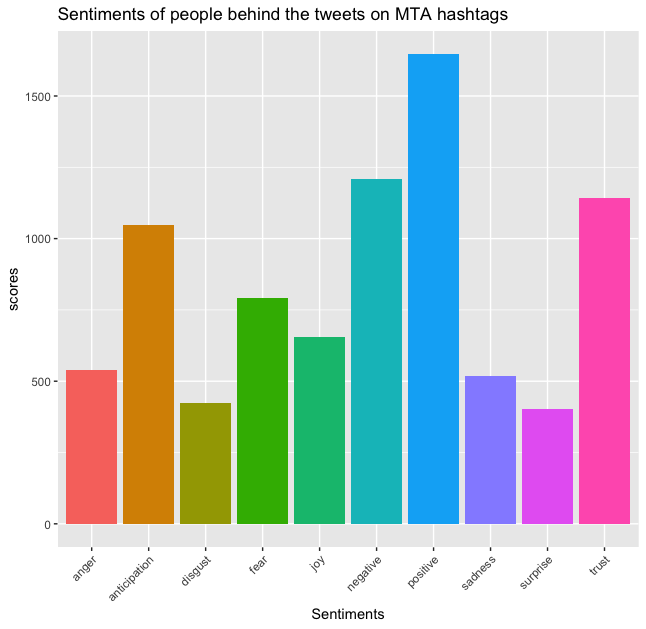 Sentiments of people behind the tweets on MTA hashtags
1500
1000
500
0
scores
anger
anticipation
disgust
fear
joy
negative
positive
sadness
surprise
trust
Sentiments